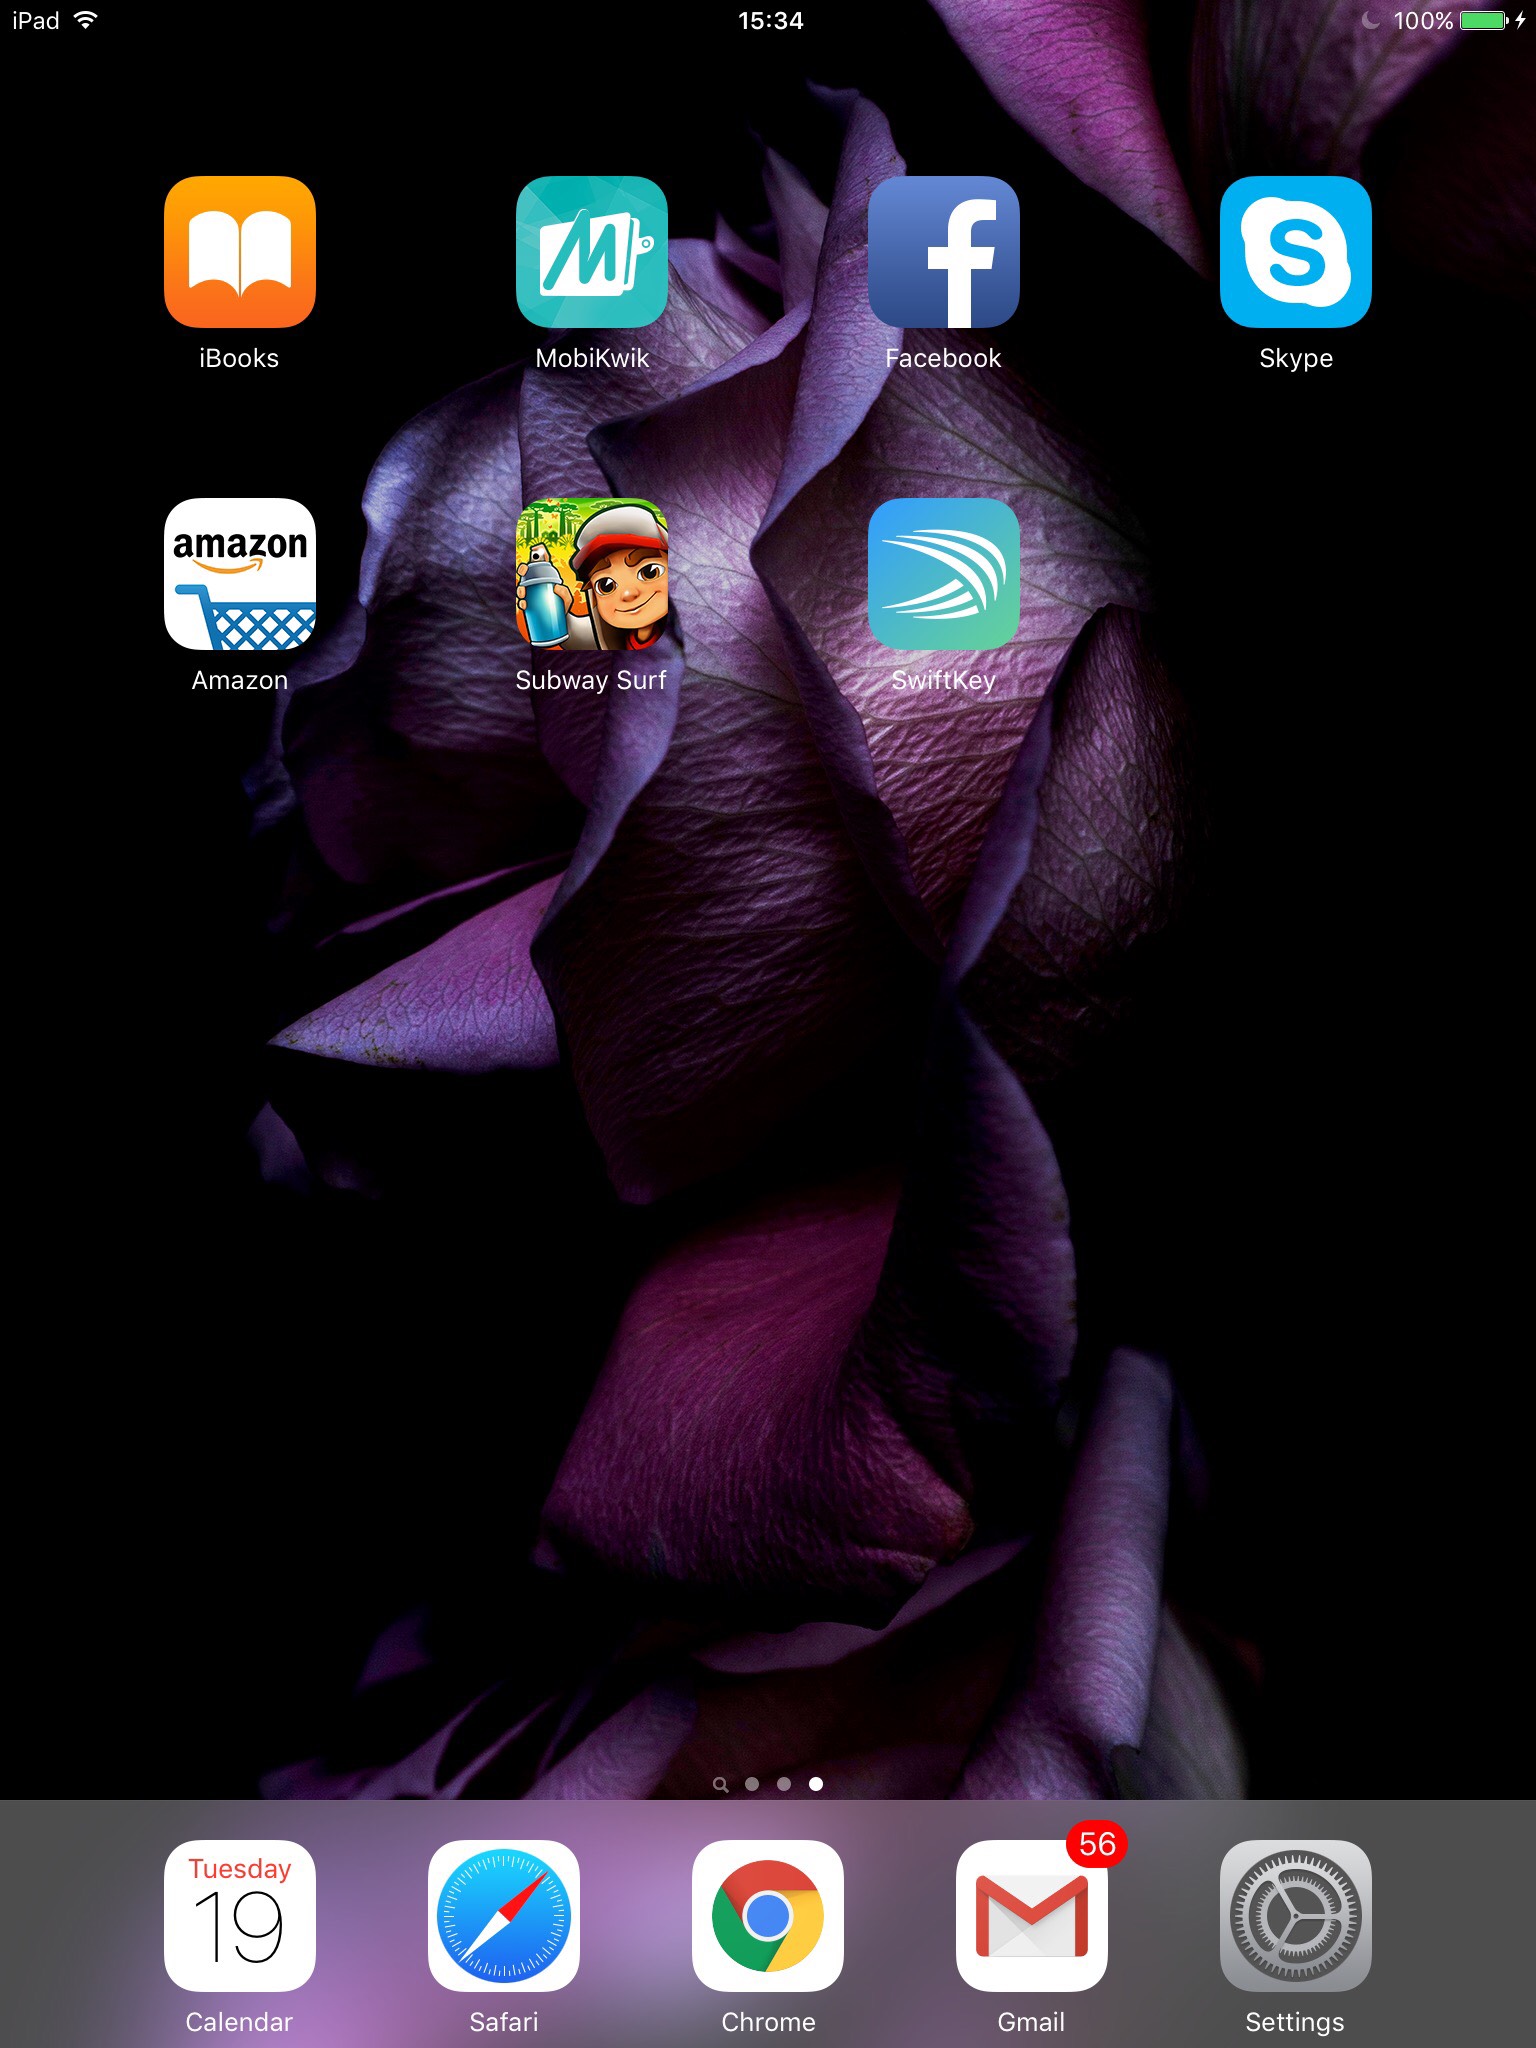 iPad 15:34 100%
iBooks MobiKwik Facebook Skype
amazon
Amazon Subway Surf SwiftKey
56
Tuesday
19
Calendar Safari Chrome Gmail Settings